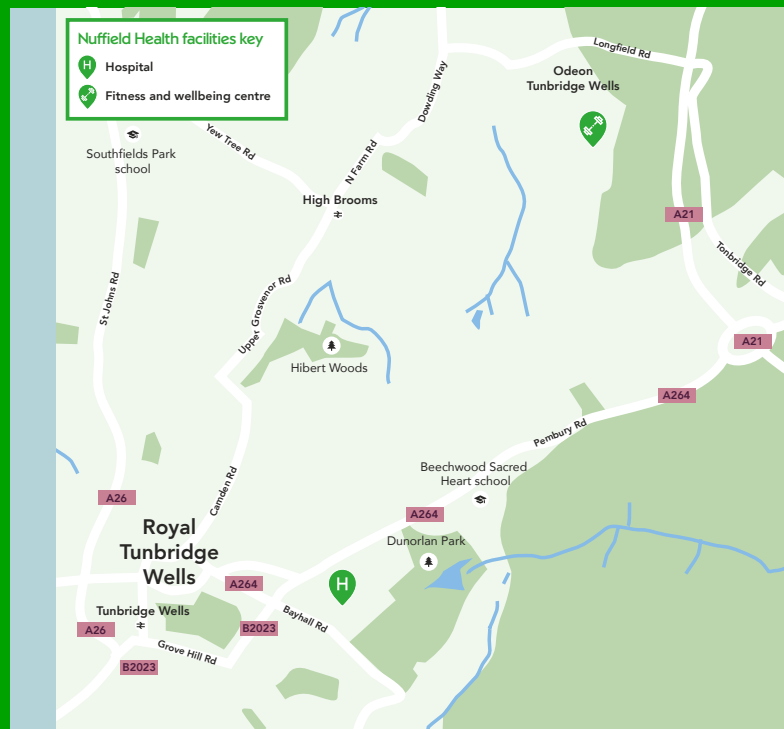 Nuffield Health facilities key
H Hospital
Fitness and wellbeing centre
Longfield Rd
Odeon
Tunbridge Wells
Dowding Way
Yew Tree Rd
Southfields Park
school
N Farm Rd
High Brooms
A21
Tonbridge Rd
St Johns Rd
Upper Grosvenor Rd
A21
Hibert Woods
A264
Pembury Rd
Beechwood Sacred
Heart school
A26
Camden Rd
A264
Royal
Tunbridge
Wells
Dunorlan Park
A264
H
Tunbridge Wells
Bayhall Rd
A26
B2023
Grove Hill Rd
B2023